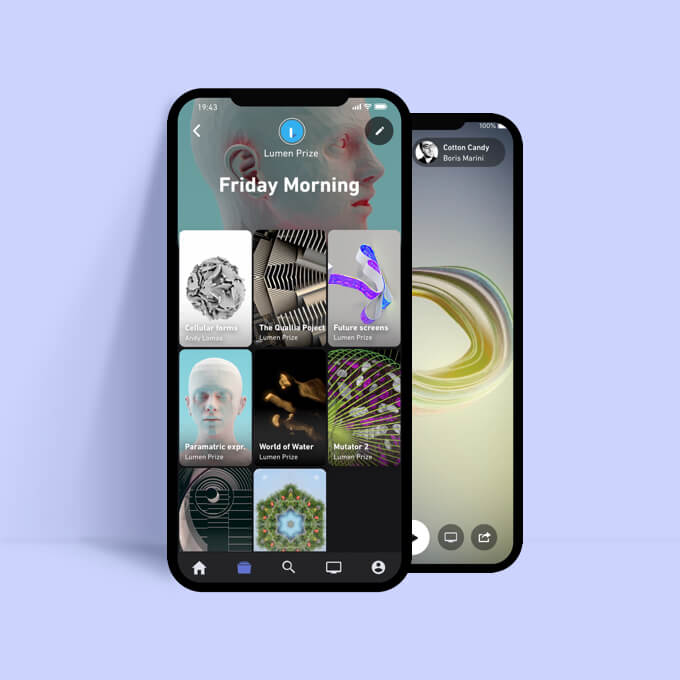 19:43
Lumen Prize
Friday Morning
Cellular forms
Andy Lomas
The Quallia Poject
Lumen Prize
Future screens
Lumen Prize
Paramatric expr.
Lumen Prize
World of Water
Lumen Prize
Mutator 2
Lumen Prize
100%
Cotton Candy
Boris Marini